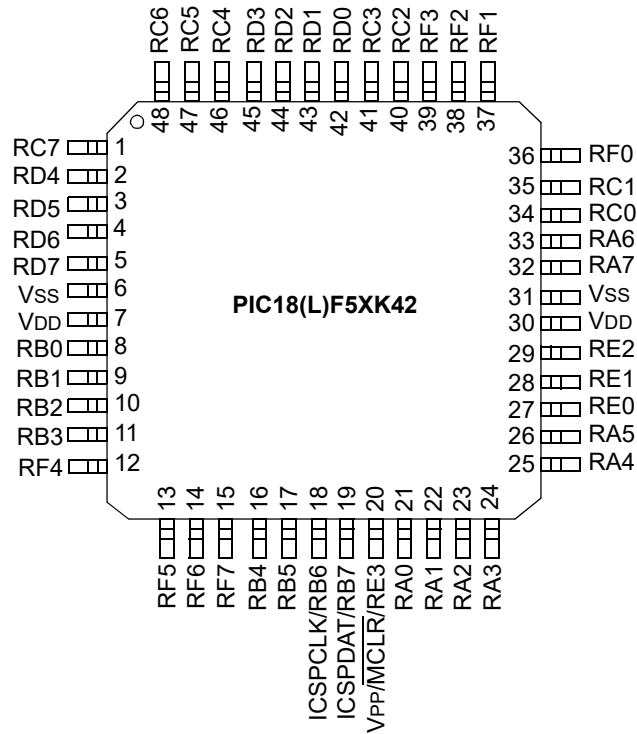 RC6
RC5
RC4
RD3
RD2
RD1
RD0
RC3
RC2
RF3
RF2
RF1
48
47
46
45
44
43
42
41
40
39
38
37
RC7 1
RD4 2
RD5 3
RD6 4
RD7 5
VSS 6
VDD 7
RB0 8
RB1 9
RB2 10
RB3 11
RF4 12
PIC18(L)F5XK42
36 RF0
35 RC1
34 RC0
33 RA6
32 RA7
31 VSS
30 VDD
29 RE2
28 RE1
27 RE0
26 RA5
25 RA4
13
14
15
16
17
18
19
20
21
22
23
24
RF5
RF6
RF7
RB4
RB5
ICSPCLK/RB6
ICSPDAT/RB7
VPP/MCLR/RE3
RA0
RA1
RA2
RA3